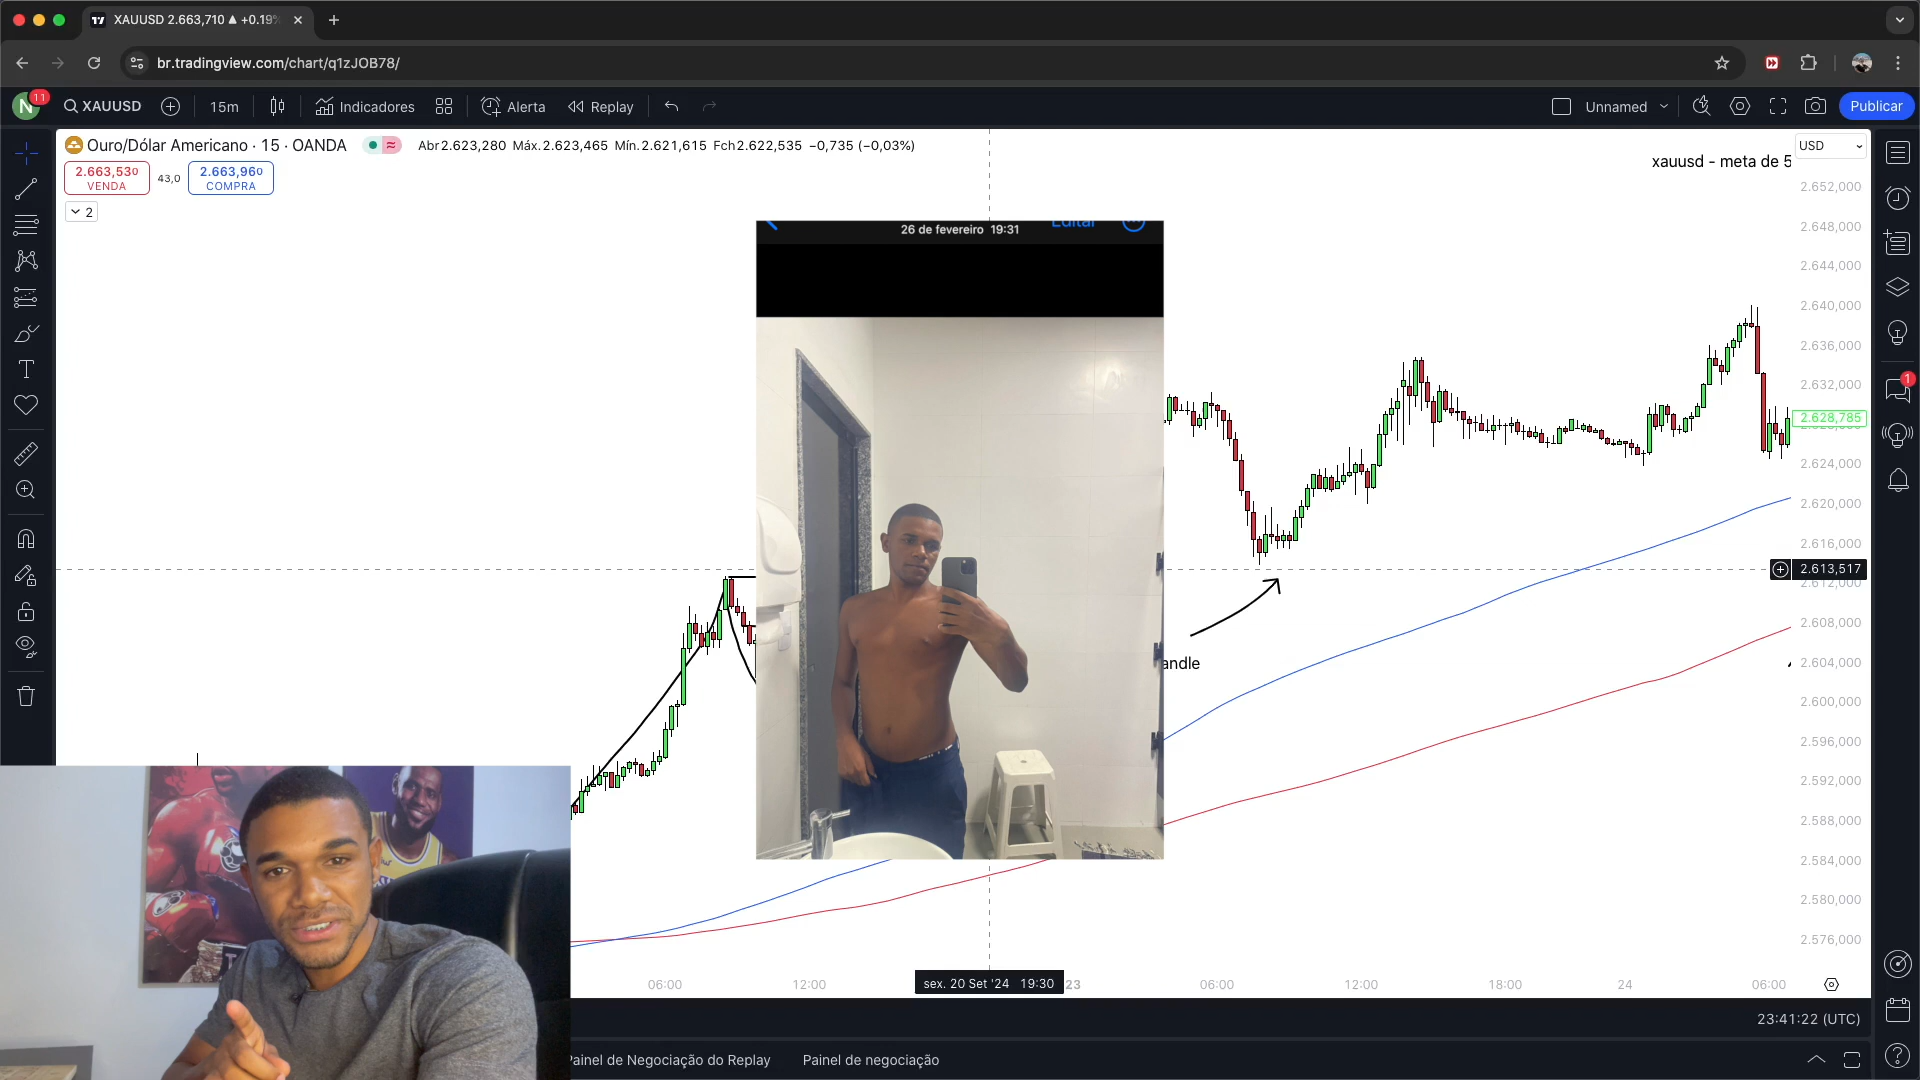 XAUUSD 2.663,710 ▲ +0.19%
br.tradingview.com/chart/q1zJOB78/
N
11
XAUUSD
15m
Indicadores
Alerta
Replay
Unnamed
Publicar
Ouro/Dólar Americano · 15 · OANDA
Abr2.623,280 Máx.2.623,465 Mín.2.621,615 Fch2.622,535 −0,735 (−0,03%)
USD
xauusd - meta de 5
2.663,530
VENDA
43,0
2.663,960
COMPRA
2
26 de fevereiro 19:31
Editar
2.652,000
2.648,000
2.644,000
2.640,000
2.636,000
2.632,000
2.628,785
2.624,000
2.620,000
2.616,000
2.613,517
2.612,000
2.608,000
2.604,000
2.600,000
2.596,000
2.592,000
2.588,000
2.584,000
2.580,000
2.576,000
1
andle
06:00
12:00
sex. 20 Set '24 19:30
23
06:00
12:00
18:00
24
06:00
23:41:22 (UTC)
Painel de Negociação do Replay
Painel de negociação